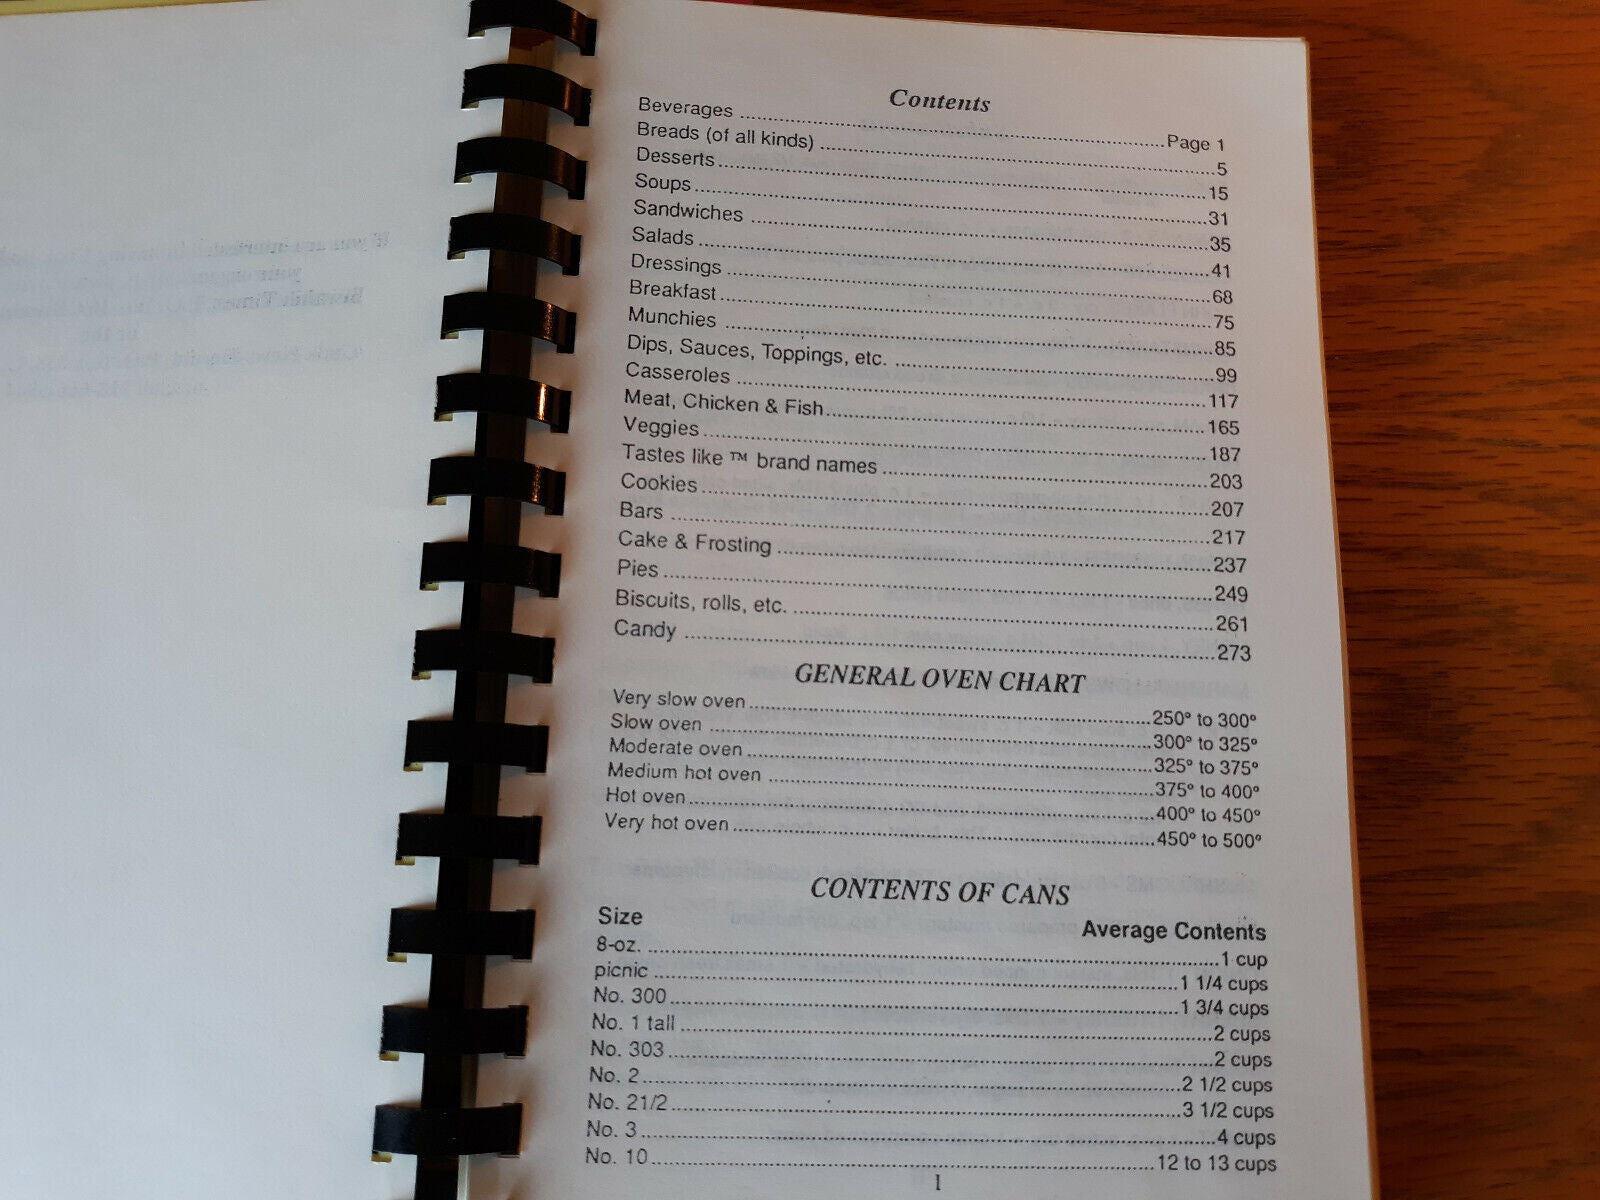 Contents
Beverages ........ Page 1
Breads (of all kinds) ........ 5
Desserts ........ 15
Soups ........ 31
Sandwiches ........ 35
Salads ........ 41
Dressings ........ 68
Breakfast ........ 75
Munchies ........ 85
Dips, Sauces, Toppings, etc. ........ 99
Casseroles ........ 117
Meat, Chicken & Fish ........ 165
Veggies ........ 187
Tastes like ™ brand names ........ 203
Cookies ........ 207
Bars ........ 217
Cake & Frosting ........ 237
Pies ........ 249
Biscuits, rolls, etc. ........ 261
Candy ........ 273
GENERAL OVEN CHART
Very slow oven ........ 250° to 300°
Slow oven ........ 300° to 325°
Moderate oven ........ 325° to 375°
Medium hot oven ........ 375° to 400°
Hot oven ........ 400° to 450°
Very hot oven ........ 450° to 500°
CONTENTS OF CANS
Size Average Contents
8-oz. ........ 1 cup
picnic ........ 1 1/4 cups
No. 300 ........ 1 3/4 cups
No. 1 tall ........ 2 cups
No. 303 ........ 2 cups
No. 2 ........ 2 1/2 cups
No. 21/2 ........ 3 1/2 cups
No. 3 ........ 4 cups
No. 10 ........ 12 to 13 cups
1